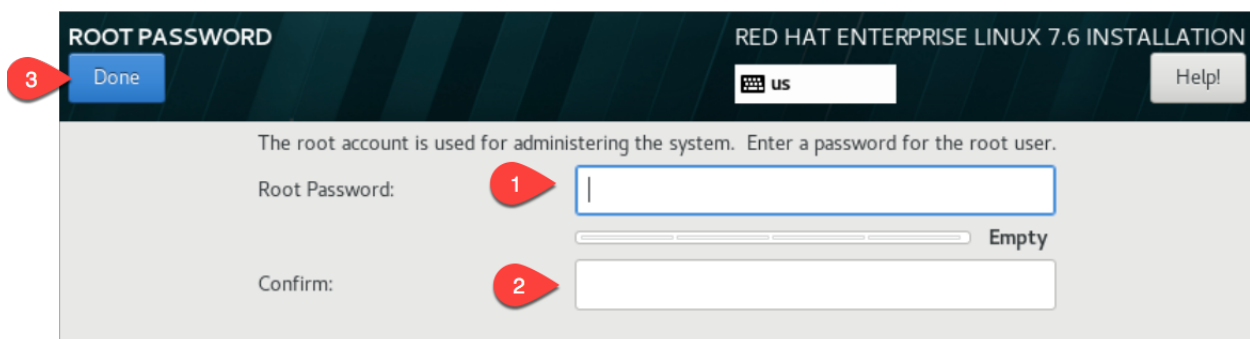 ROOT PASSWORD
RED HAT ENTERPRISE LINUX 7.6 INSTALLATION
3
Done
us
Help!
The root account is used for administering the system. Enter a password for the root user.
Root Password:
1
Empty
Confirm:
2